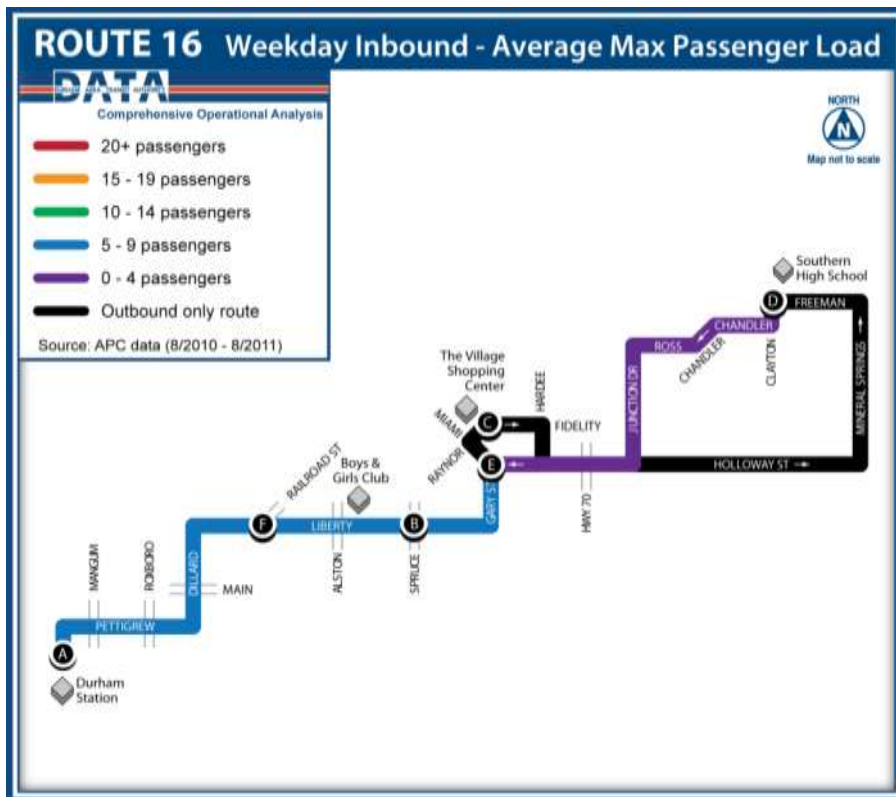 ROUTE 16 Weekday Inbound - Average Max Passenger Load
DATA
DURHAM AREA TRANSIT AUTHORITY
Comprehensive Operational Analysis
20+ passengers
15 - 19 passengers
10 - 14 passengers
5 - 9 passengers
0 - 4 passengers
Outbound only route
Source: APC data (8/2010 - 8/2011)
NORTH
N
Map not to scale
Southern
High School
D
FREEMAN
CHANDLER
ROSS
CHANDLER
CLAYTON
JUNCTION DR
MINERAL SPRINGS
The Village
Shopping
Center
HARDEE
MIAMI
C
FIDELITY
RAYNOR
E
HOLLOWAY ST
HWY 70
GARY ST
Boys &
Girls Club
RAILROAD ST
F
LIBERTY
B
ALSTON
SPRUCE
MANGUM
ROXBORO
DILLARD
MAIN
PETTIGREW
A
Durham
Station